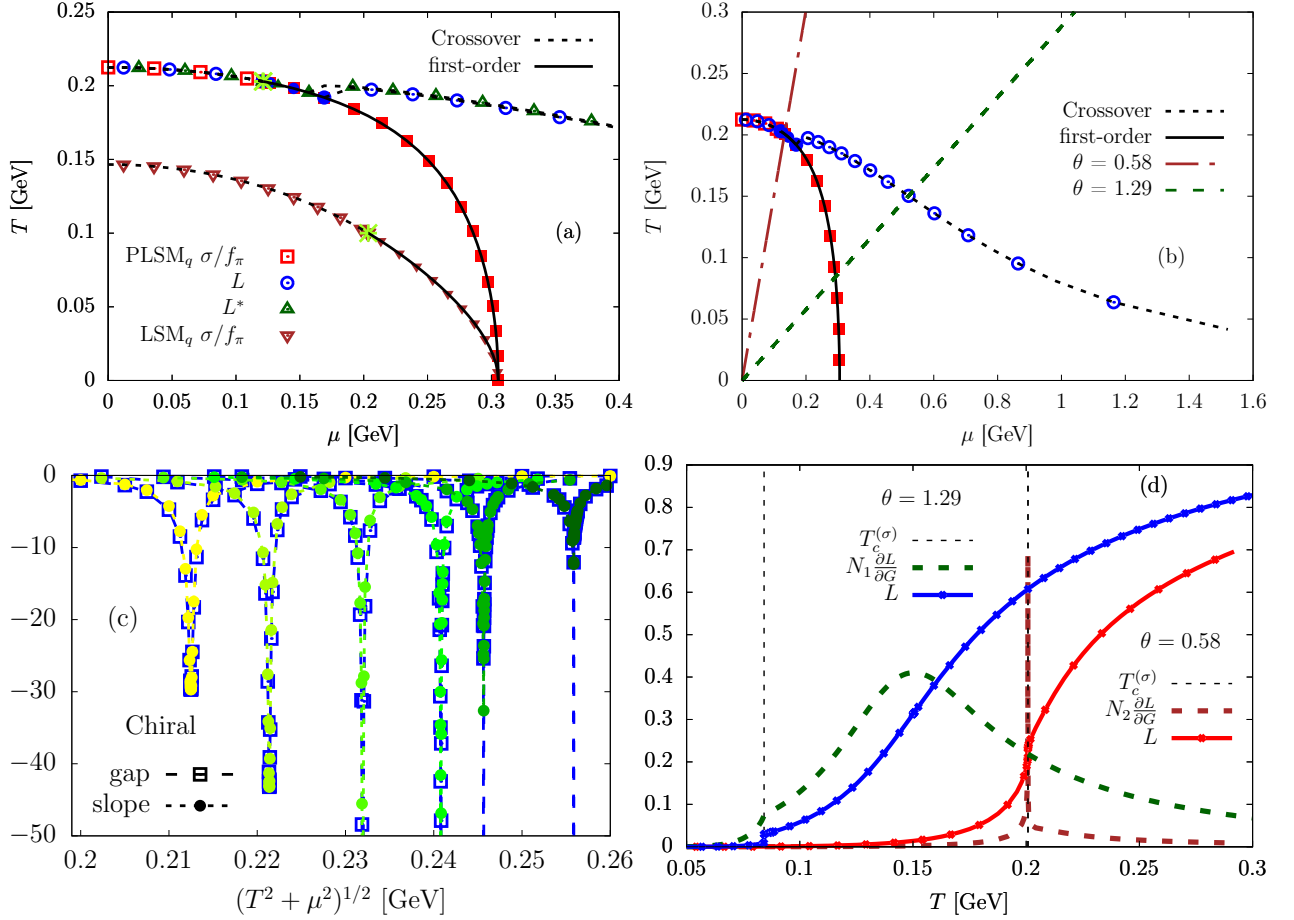 0.25
0.2
0.15
0.1
0.05
0
T [GeV]
Crossover
first-order
(a)
PLSM_q σ/f_π
L
L*
LSM_q σ/f_π
0 0.05 0.1 0.15 0.2 0.25 0.3 0.35 0.4
μ [GeV]
0.3
0.25
0.2
0.15
0.1
0.05
0
T [GeV]
Crossover
first-order
θ = 0.58
θ = 1.29
(b)
0 0.2 0.4 0.6 0.8 1 1.2 1.4 1.6
μ [GeV]
0
−10
−20
−30
−40
−50
(c)
Chiral
gap
slope
0.2 0.21 0.22 0.23 0.24 0.25 0.26
(T² + μ²)^{1/2} [GeV]
0.9
0.8
0.7
0.6
0.5
0.4
0.3
0.2
0.1
0
(d)
θ = 1.29
T_c^{(σ)}
N_1 ∂L/∂G
L
θ = 0.58
T_c^{(σ)}
N_2 ∂L/∂G
L
0.05 0.1 0.15 0.2 0.25 0.3
T [GeV]